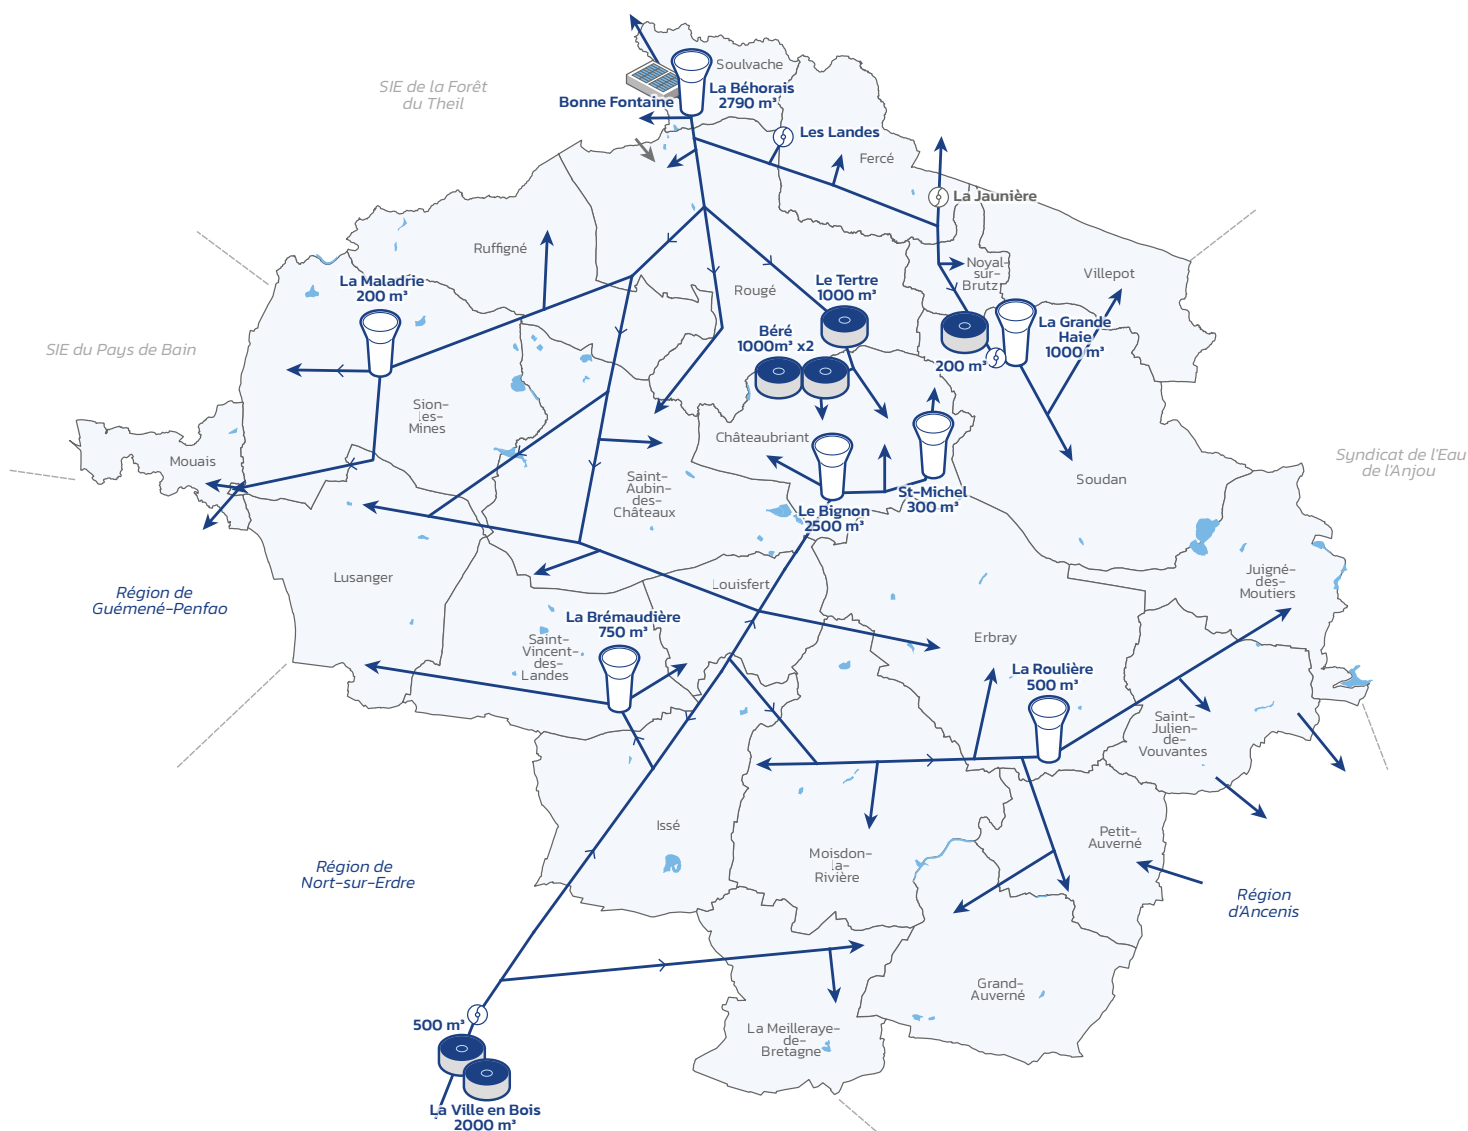 Soulvache
SIE de la Forêt
du Theil
La Béhorais
2790 m³
Bonne Fontaine
Les Landes
Fercé
La Jaunière
Ruffigné
Noyal-
sur-
Brutz
Villepot
La Maladrie
200 m³
Rougé
Le Tertre
1000 m³
Béré
1000m³ x2
La Grande
Haie
1000 m³
200 m³
SIE du Pays de Bain
Sion-
les-
Mines
Châteaubriant
Mouais
Syndicat de l'Eau
de l'Anjou
Saint-
Aubin-
des-
Châteaux
Soudan
St-Michel
300 m³
Le Bignon
2500 m³
Lusanger
Louisfert
Juigné-
des-
Moutiers
Région de
Guémené-Penfao
La Brémaudière
750 m³
Saint-
Vincent-
des-
Landes
Erbray
La Roulière
500 m³
Saint-
Julien-
de-
Vouvantes
Issé
Petit-
Auverné
Moisdon-
la-
Rivière
Région de
Nort-sur-Erdre
Région
d'Ancenis
Grand-
Auverné
500 m³
La Meilleraye-
de-
Bretagne
La Ville en Bois
2000 m³